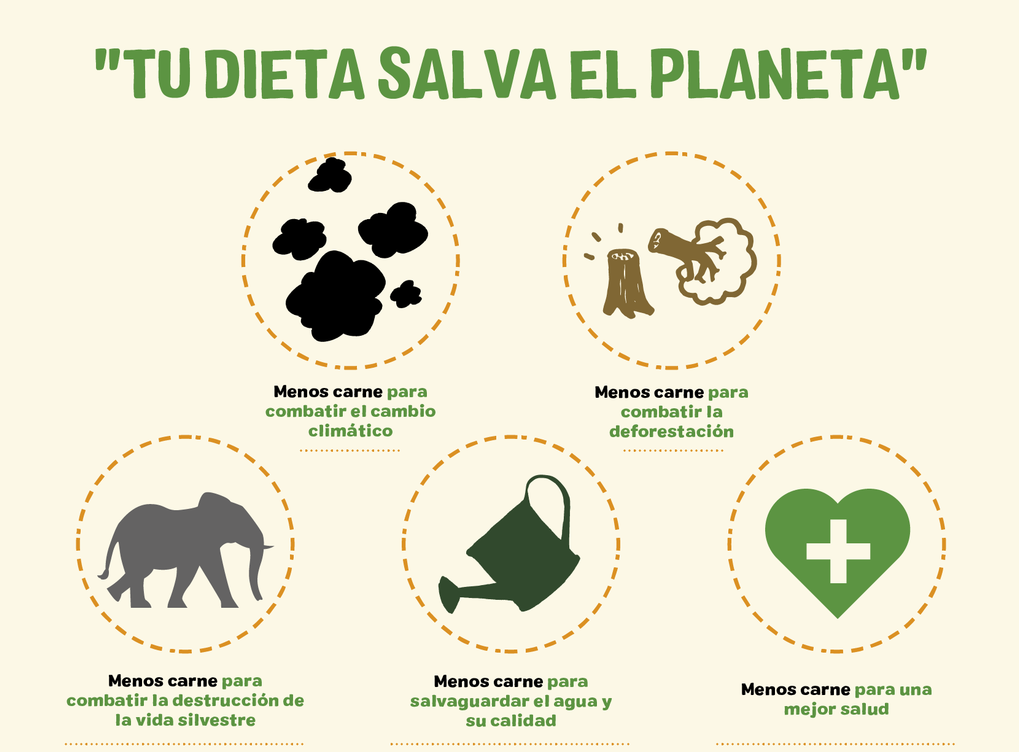 "TU DIETA SALVA EL PLANETA"
Menos carne para
combatir el cambio
climático
Menos carne para
combatir la
deforestación
Menos carne para
combatir la destrucción de
la vida silvestre
Menos carne para
salvaguardar el agua y
su calidad
Menos carne para una
mejor salud